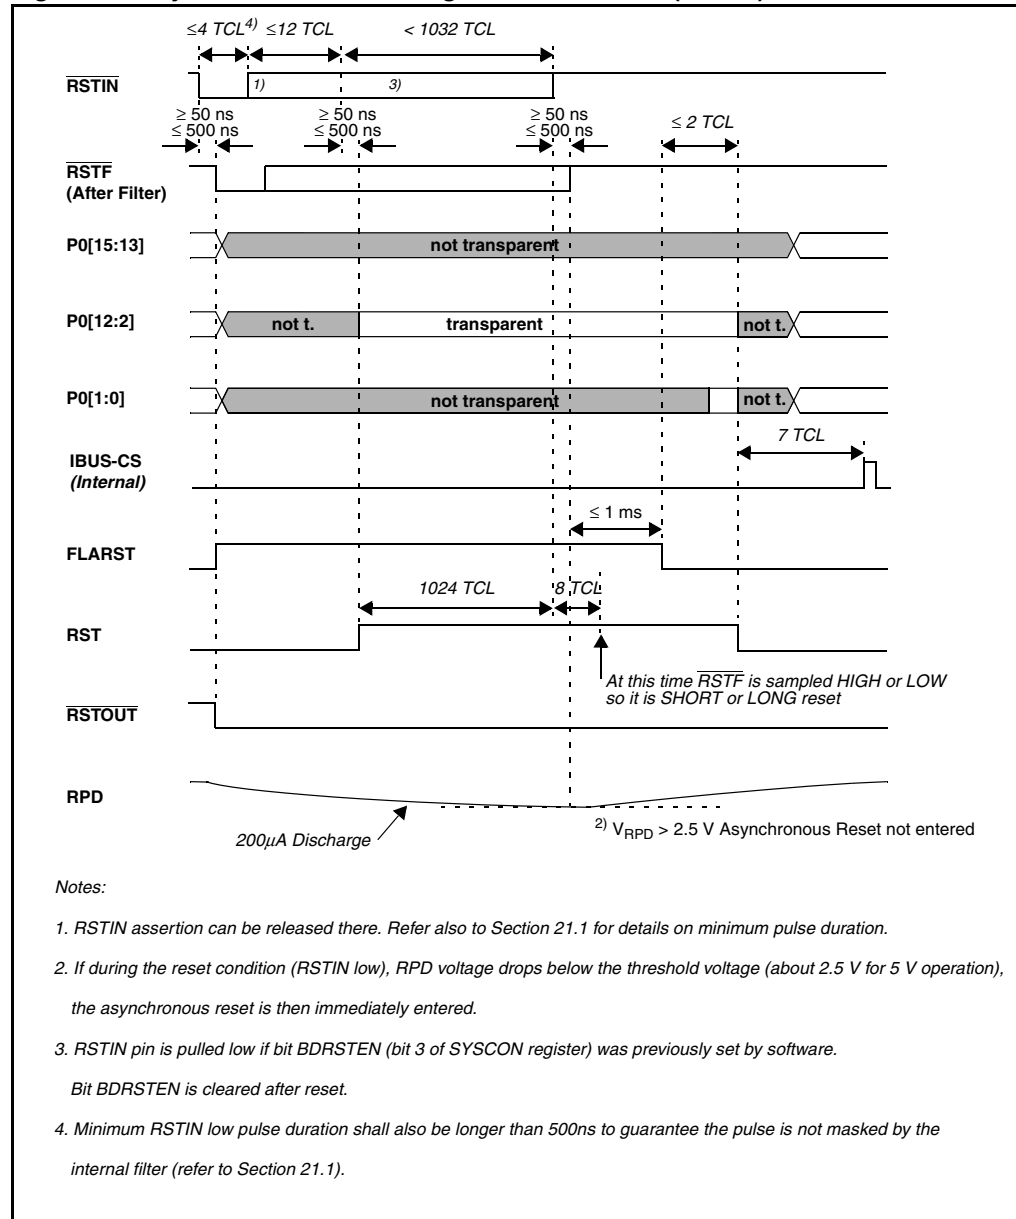 ≤4 TCL4) ≤12 TCL < 1032 TCL
RSTIN 1) 3)
≥ 50 ns ≥ 50 ns ≥ 50 ns
≤ 500 ns ≤ 500 ns ≤ 500 ns ≤ 2 TCL
RSTF
(After Filter)
P0[15:13] not transparent
P0[12:2] not t. transparent not t.
P0[1:0] not transparent not t.
7 TCL
IBUS-CS
(Internal)
≤ 1 ms
FLARST
1024 TCL 8 TCL
RST
At this time RSTF is sampled HIGH or LOW
so it is SHORT or LONG reset
RSTOUT
RPD
200µA Discharge
2) VRPD > 2.5 V Asynchronous Reset not entered
Notes:
1. RSTIN assertion can be released there. Refer also to Section 21.1 for details on minimum pulse duration.
2. If during the reset condition (RSTIN low), RPD voltage drops below the threshold voltage (about 2.5 V for 5 V operation),
the asynchronous reset is then immediately entered.
3. RSTIN pin is pulled low if bit BDRSTEN (bit 3 of SYSCON register) was previously set by software.
Bit BDRSTEN is cleared after reset.
4. Minimum RSTIN low pulse duration shall also be longer than 500ns to guarantee the pulse is not masked by the
internal filter (refer to Section 21.1).